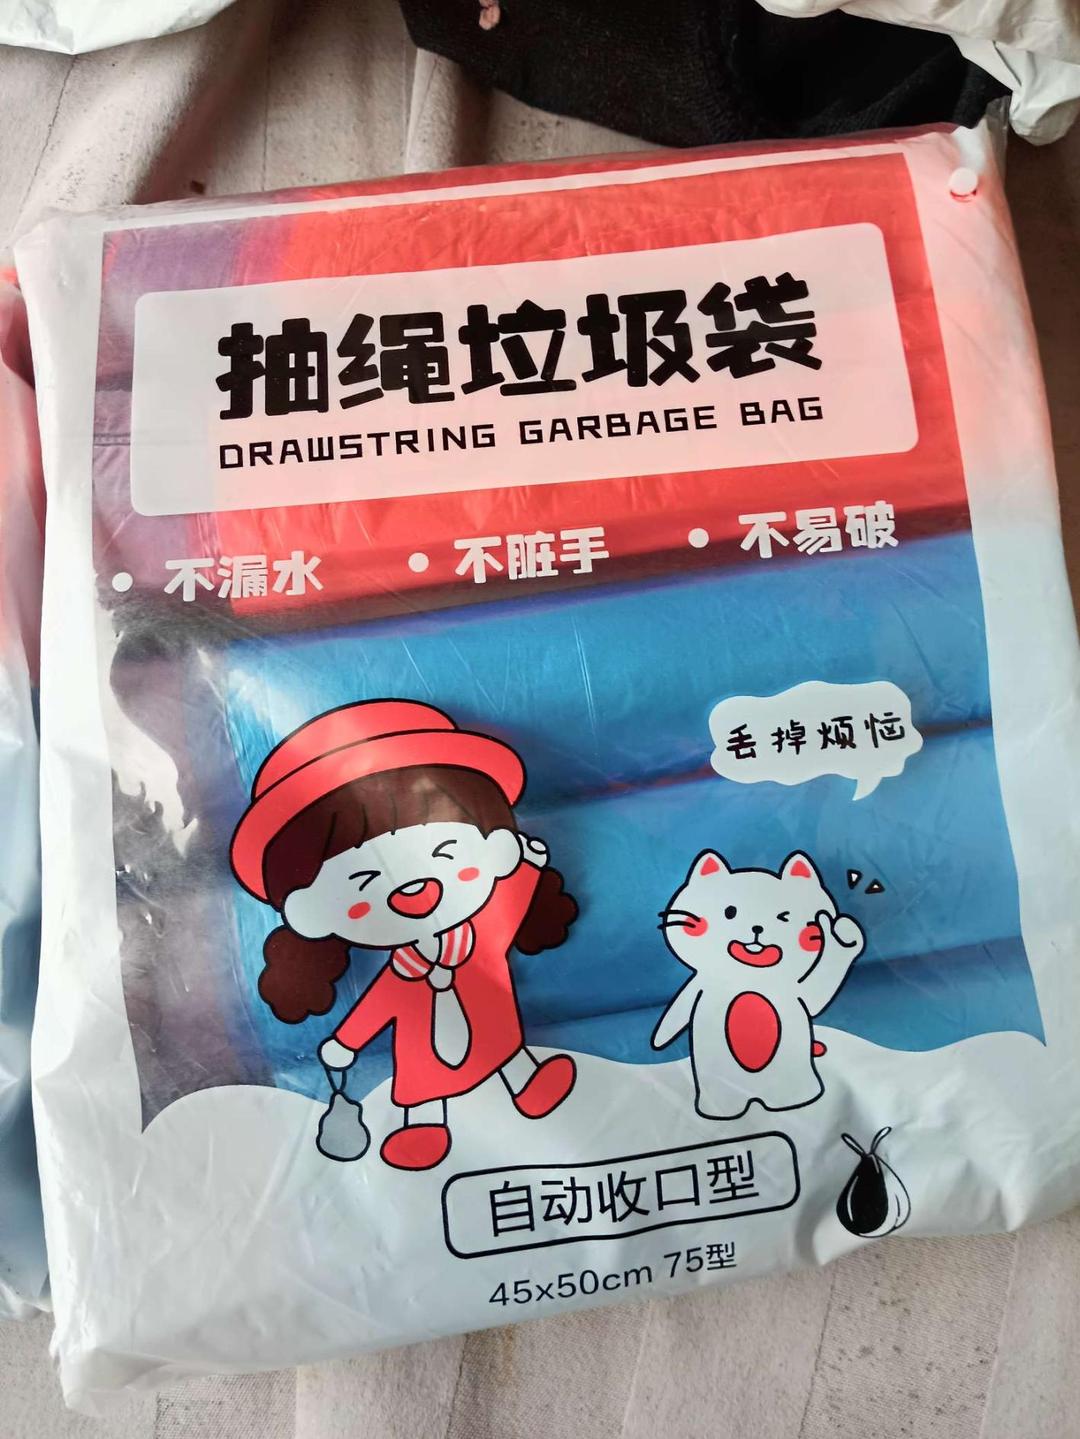 抽绳垃圾袋
DRAWSTRING GARBAGE BAG
• 不漏水 • 不脏手 • 不易破
丢掉烦恼
自动收口型
45x50cm 75型